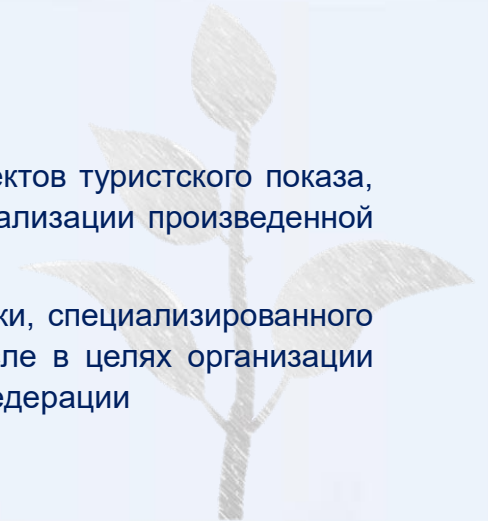 ектов туристского показа,
ализации произведенной
ки, специализированного
ле в целях организации
едерации